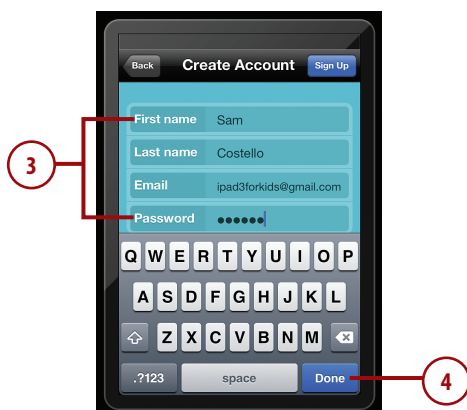 Back Create Account Sign Up
First name Sam
3
Last name Costello
Email ipad3forkids@gmail.com
Password ●●●●●●
Q W E R T Y U I O P
A S D F G H J K L
Z X C V B N M
.?123 space Done
4